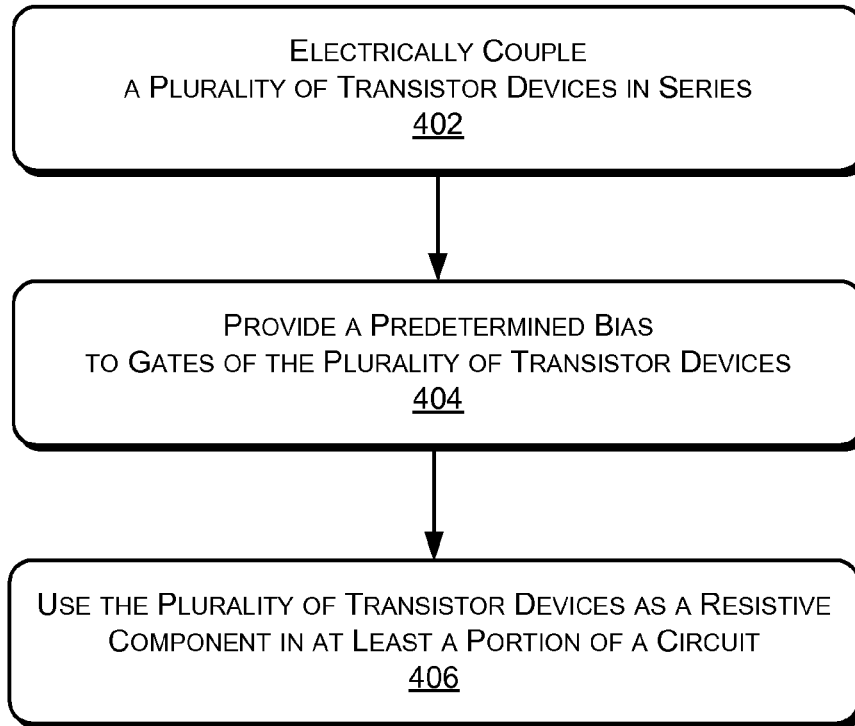 Electrically Couple
a Plurality of Transistor Devices in Series
402
Provide a Predetermined Bias
to Gates of the Plurality of Transistor Devices
404
Use the Plurality of Transistor Devices as a Resistive
Component in at Least a Portion of a Circuit
406